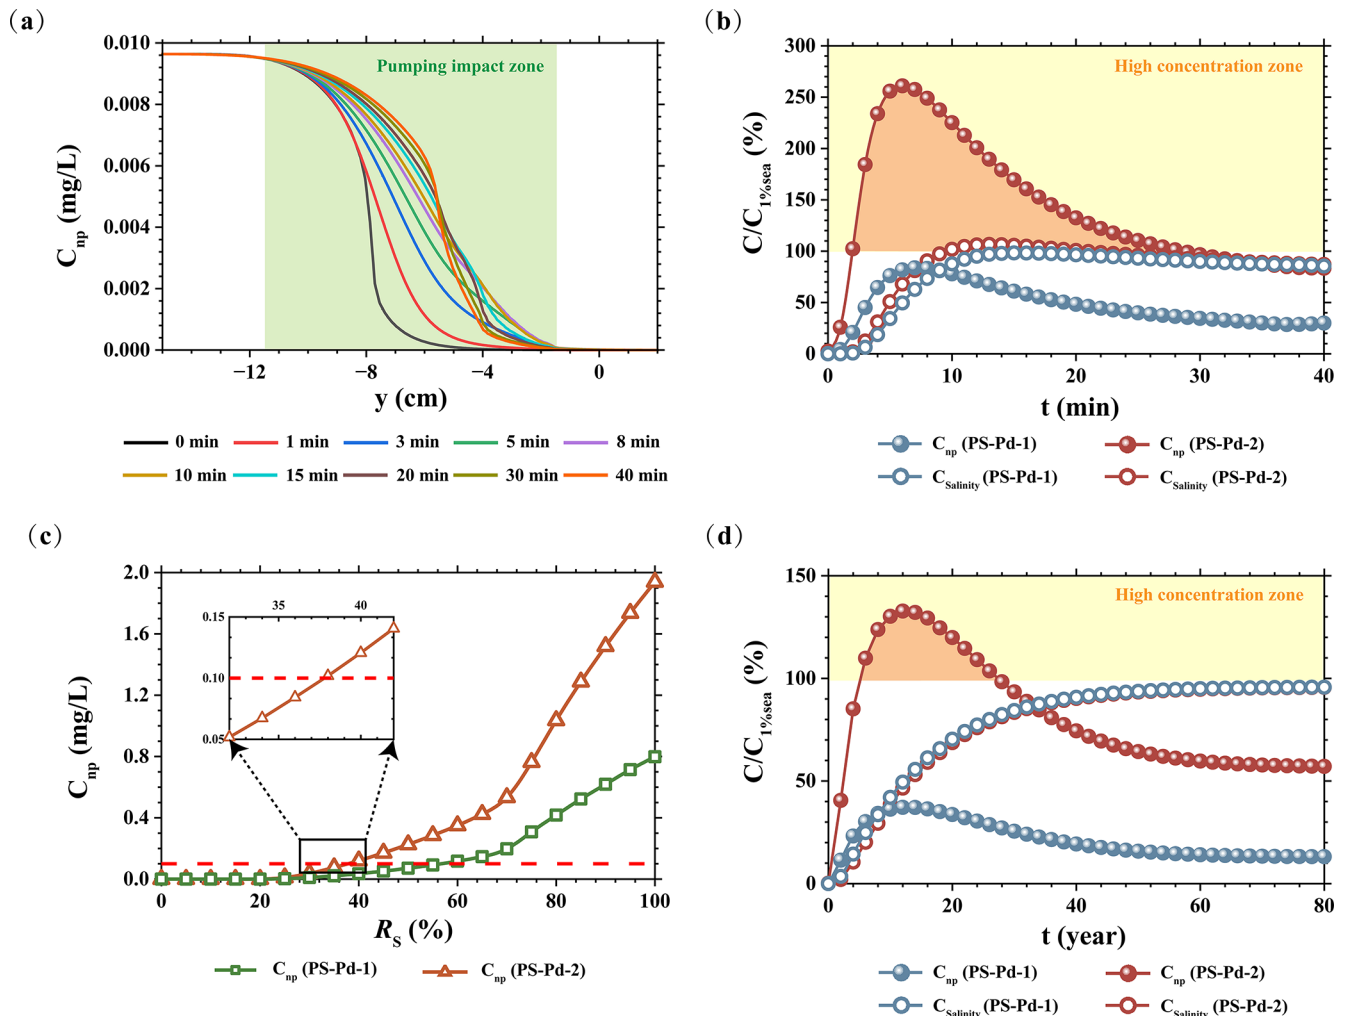 (a)
0.010
0.008
0.006
0.004
0.002
0.000
C_np (mg/L)
Pumping impact zone
−12 −8 −4 0
y (cm)
0 min 1 min 3 min 5 min 8 min
10 min 15 min 20 min 30 min 40 min
(b)
300
250
200
150
100
50
0
C/C_1%sea (%)
High concentration zone
0 10 20 30 40
t (min)
C_np (PS-Pd-1) C_np (PS-Pd-2)
C_Salinity (PS-Pd-1) C_Salinity (PS-Pd-2)
(c)
2.0
1.6
1.2
0.8
0.4
0.0
C_np (mg/L)
35 40
0.15
0.10
0.05
0 20 40 60 80 100
R_S (%)
C_np (PS-Pd-1) C_np (PS-Pd-2)
(d)
150
100
50
0
C/C_1%sea (%)
High concentration zone
0 20 40 60 80
t (year)
C_np (PS-Pd-1) C_np (PS-Pd-2)
C_Salinity (PS-Pd-1) C_Salinity (PS-Pd-2)